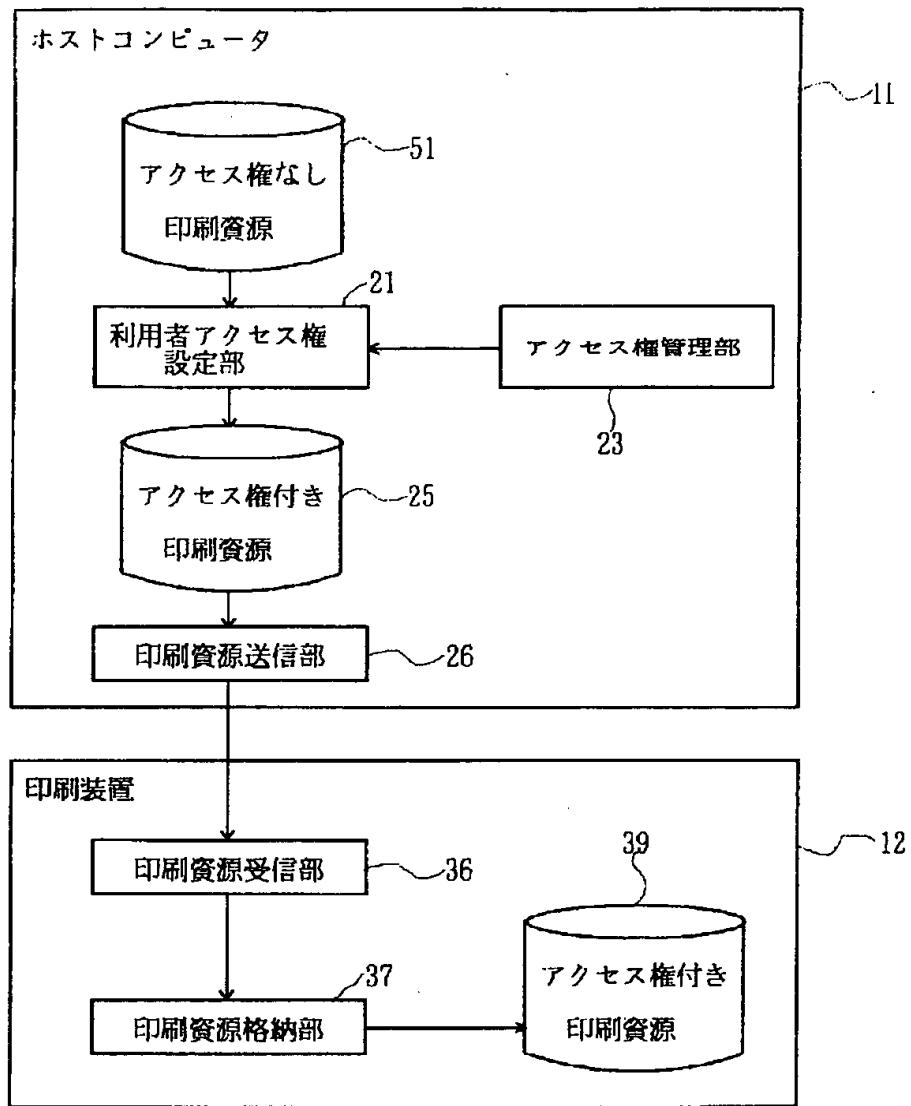 ホストコンピュータ
11
アクセス権なし
印刷資源
51
21
利用者アクセス権
設定部
アクセス権管理部
23
アクセス権付き
印刷資源
25
印刷資源送信部
26
印刷装置
12
印刷資源受信部
36
39
アクセス権付き
印刷資源
37
印刷資源格納部